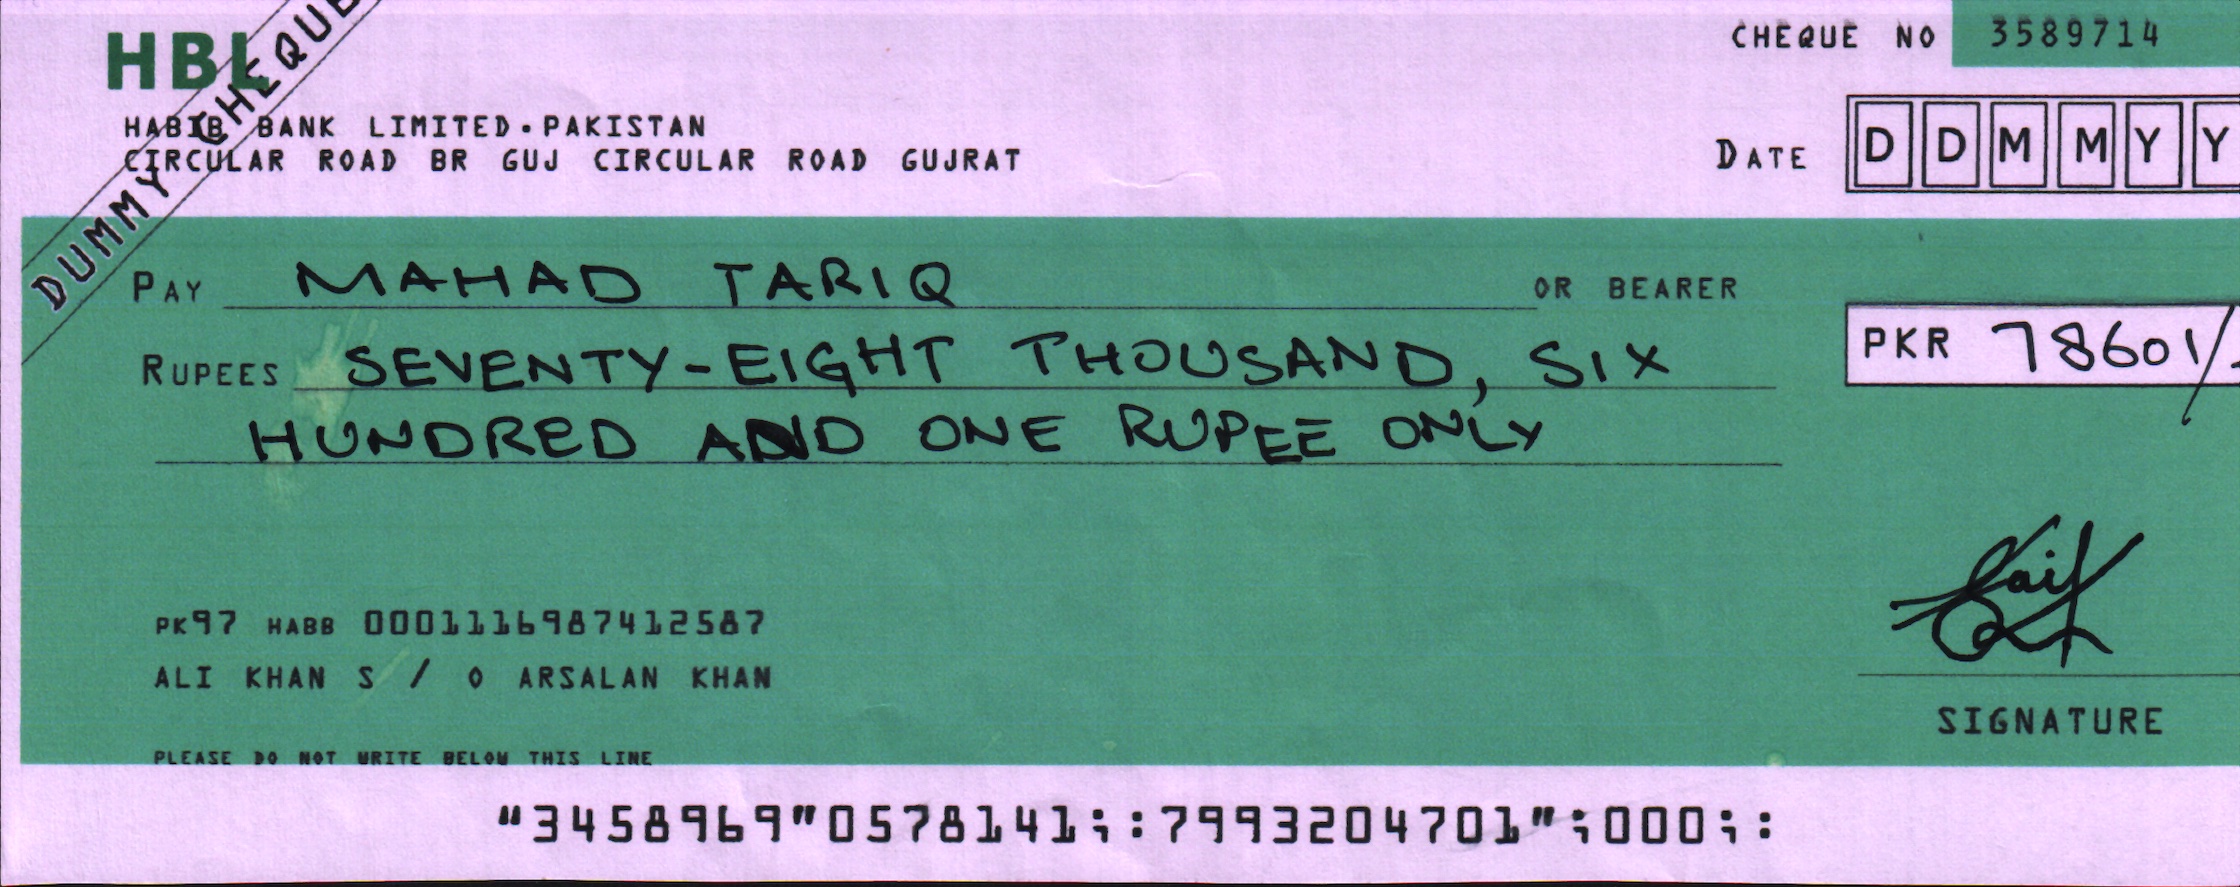 HBL
DUMMY CHEQUE
CHEQUE NO 3589714
HABIB BANK LIMITED.PAKISTAN
CIRCULAR ROAD BR GUJ CIRCULAR ROAD GUJRAT
DATE D D M M Y Y
PAY MAHAD TARIQ OR BEARER
RUPEES SEVENTY-EIGHT THOUSAND, SIX
PKR 78601/
HUNDRED AND ONE RUPEE ONLY
PK97 HABB 0001116987412587
ALI KHAN S / O ARSALAN KHAN
SIGNATURE
PLEASE DO NOT WRITE BELOW THIS LINE
"3458969"0578141;:7993204701";000;: